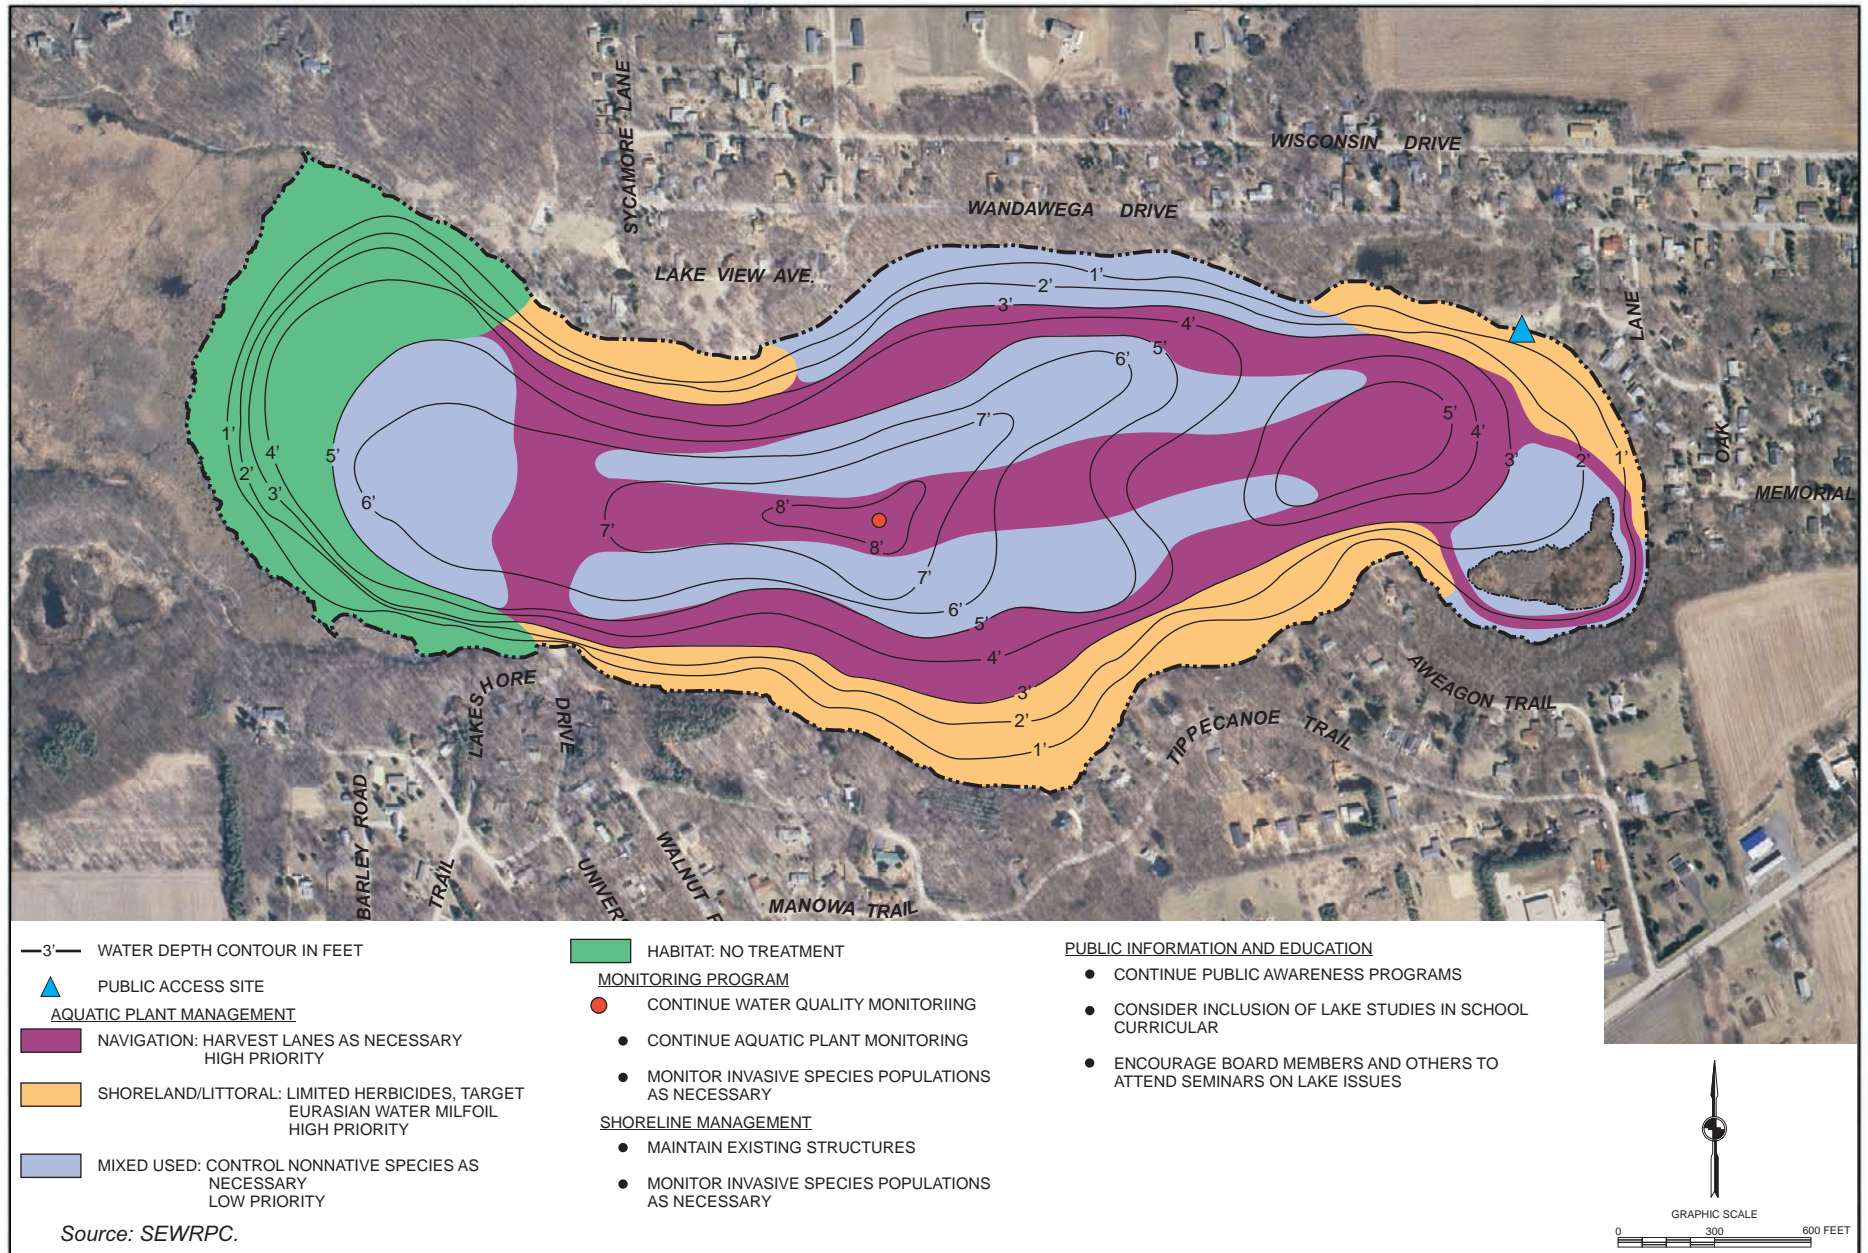 WISCONSIN DRIVE
SYCAMORE LANE
WANDAWEGA DRIVE
LAKE VIEW AVE.
LANE
OAK
MEMORIAL
1'
2'
3'
4'
5'
6'
7'
8'
1'
2'
3'
4'
5'
6'
7'
8'
7'
6'
5'
4'
3'
2'
1'
5'
4'
3'
2'
1'
LAKESHORE DRIVE
AWEAGON TRAIL
TIPPECANOE TRAIL
BARLEY ROAD
TRAIL
UNIVERS
WALNUT
MANOWA TRAIL
3' WATER DEPTH CONTOUR IN FEET
PUBLIC ACCESS SITE
AQUATIC PLANT MANAGEMENT
NAVIGATION: HARVEST LANES AS NECESSARY
HIGH PRIORITY
SHORELAND/LITTORAL: LIMITED HERBICIDES, TARGET
EURASIAN WATER MILFOIL
HIGH PRIORITY
MIXED USED: CONTROL NONNATIVE SPECIES AS
NECESSARY
LOW PRIORITY
Source: SEWRPC.
HABITAT: NO TREATMENT
MONITORING PROGRAM
CONTINUE WATER QUALITY MONITORIING
CONTINUE AQUATIC PLANT MONITORING
MONITOR INVASIVE SPECIES POPULATIONS
AS NECESSARY
SHORELINE MANAGEMENT
MAINTAIN EXISTING STRUCTURES
MONITOR INVASIVE SPECIES POPULATIONS
AS NECESSARY
PUBLIC INFORMATION AND EDUCATION
CONTINUE PUBLIC AWARENESS PROGRAMS
CONSIDER INCLUSION OF LAKE STUDIES IN SCHOOL
CURRICULAR
ENCOURAGE BOARD MEMBERS AND OTHERS TO
ATTEND SEMINARS ON LAKE ISSUES
GRAPHIC SCALE
0 300 600 FEET